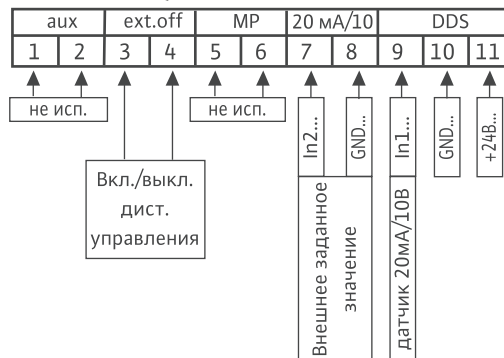 aux ext.off MP 20 мА/10 DDS
1 2 3 4 5 6 7 8 9 10 11
не исп.
не исп.
In2...
GND...
In1...
GND...
+24В...
Вкл./выкл.
дист.
управления
Внешнее заданное
значение
датчик 20мА/10В